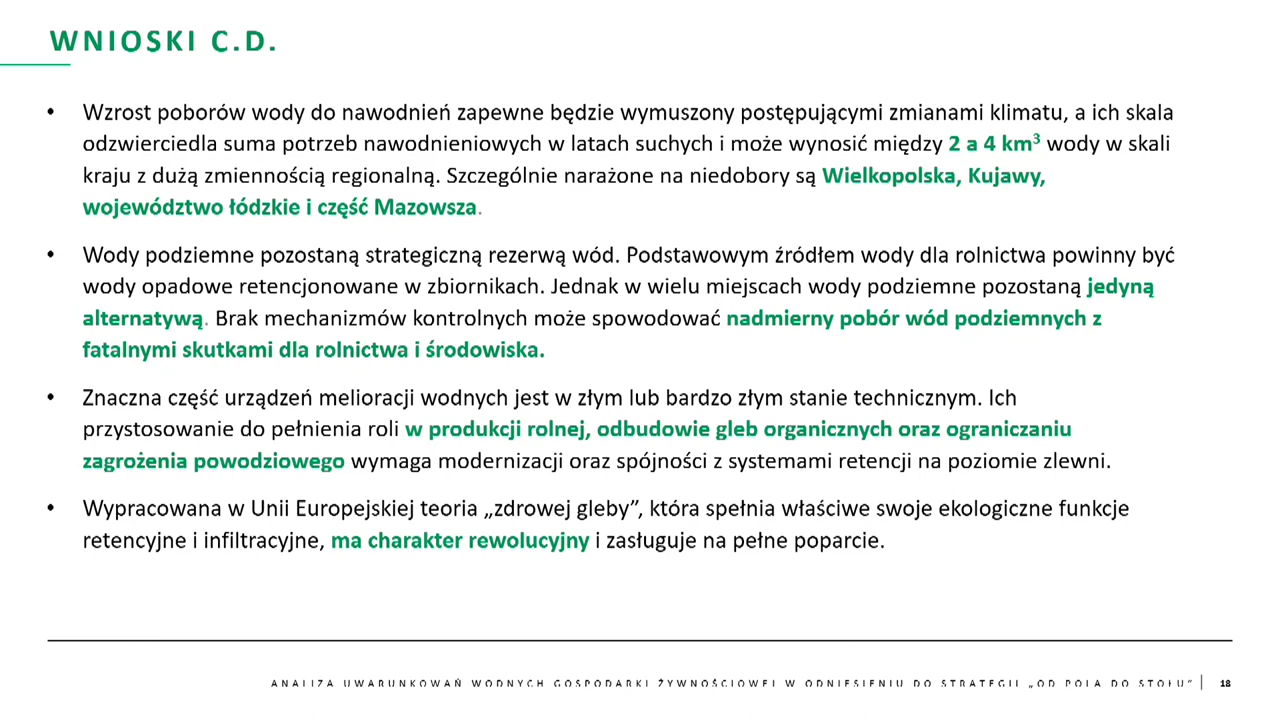 WNIOSKI C.D.
• Wzrost poborów wody do nawodnień zapewne będzie wymuszony postępującymi zmianami klimatu, a ich skala
odzwierciedla suma potrzeb nawodnieniowych w latach suchych i może wynosić między 2 a 4 km³ wody w skali
kraju z dużą zmiennością regionalną. Szczególnie narażone na niedobory są Wielkopolska, Kujawy,
województwo łódzkie i część Mazowsza.
• Wody podziemne pozostaną strategiczną rezerwą wód. Podstawowym źródłem wody dla rolnictwa powinny być
wody opadowe retencjonowane w zbiornikach. Jednak w wielu miejscach wody podziemne pozostaną jedyną
alternatywą. Brak mechanizmów kontrolnych może spowodować nadmierny pobór wód podziemnych z
fatalnymi skutkami dla rolnictwa i środowiska.
• Znaczna część urządzeń melioracji wodnych jest w złym lub bardzo złym stanie technicznym. Ich
przystosowanie do pełnienia roli w produkcji rolnej, odbudowie gleb organicznych oraz ograniczaniu
zagrożenia powodziowego wymaga modernizacji oraz spójności z systemami retencji na poziomie zlewni.
• Wypracowana w Unii Europejskiej teoria „zdrowej gleby”, która spełnia właściwe swoje ekologiczne funkcje
retencyjne i infiltracyjne, ma charakter rewolucyjny i zasługuje na pełne poparcie.
ANALIZA UWARUNKOWAŃ WODNYCH GOSPODARKI ŻYWNOŚCIOWEJ W ODNIESIENIU DO STRATEGII „OD POLA DO STOŁU” | 18